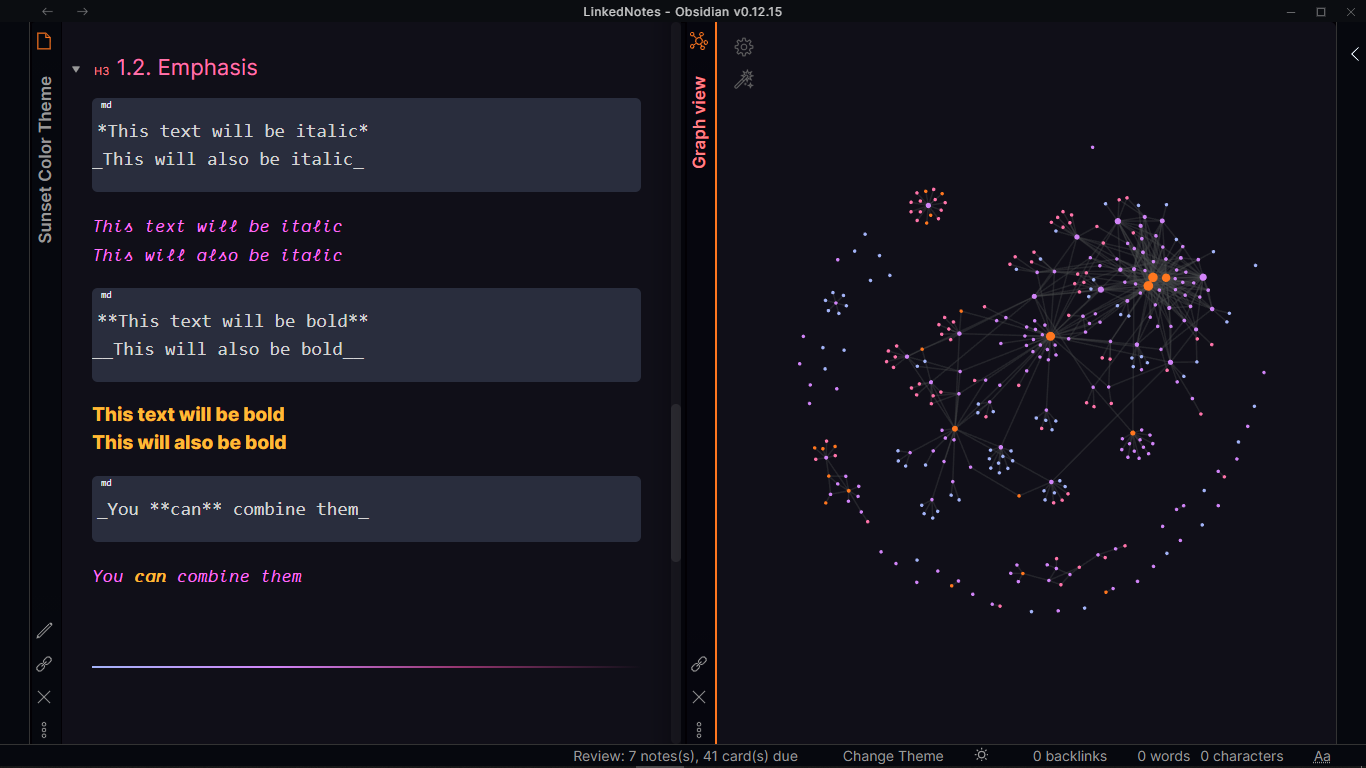 LinkedNotes - Obsidian v0.12.15
Sunset Color Theme
H3 1.2. Emphasis
md
*This text will be italic*
_This will also be italic_
This text will be italic
This will also be italic
md
**This text will be bold**
__This will also be bold__
This text will be bold
This will also be bold
md
_You **can** combine them_
You can combine them
Graph view
Review: 7 notes(s), 41 card(s) due Change Theme 0 backlinks 0 words 0 characters Aa